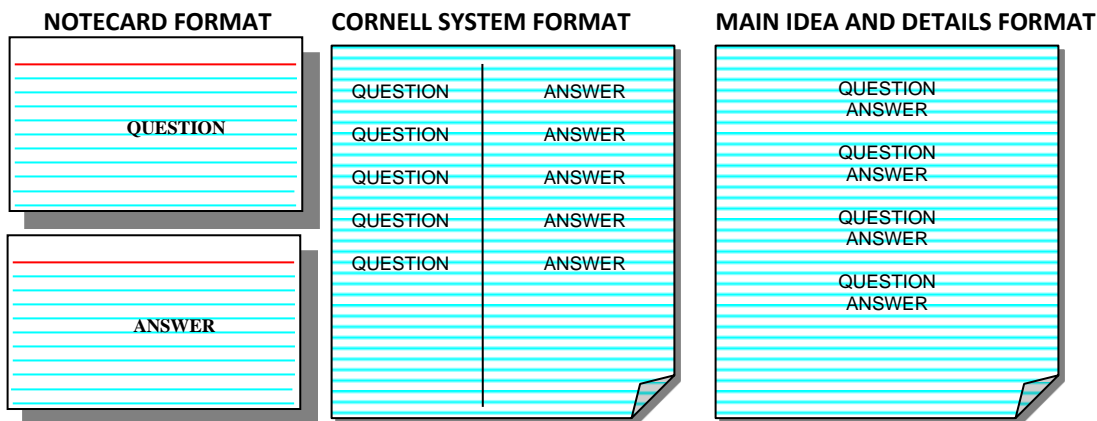 NOTECARD FORMAT
QUESTION
ANSWER
CORNELL SYSTEM FORMAT
QUESTION ANSWER
QUESTION ANSWER
QUESTION ANSWER
QUESTION ANSWER
QUESTION ANSWER
MAIN IDEA AND DETAILS FORMAT
QUESTION
ANSWER
QUESTION
ANSWER
QUESTION
ANSWER
QUESTION
ANSWER